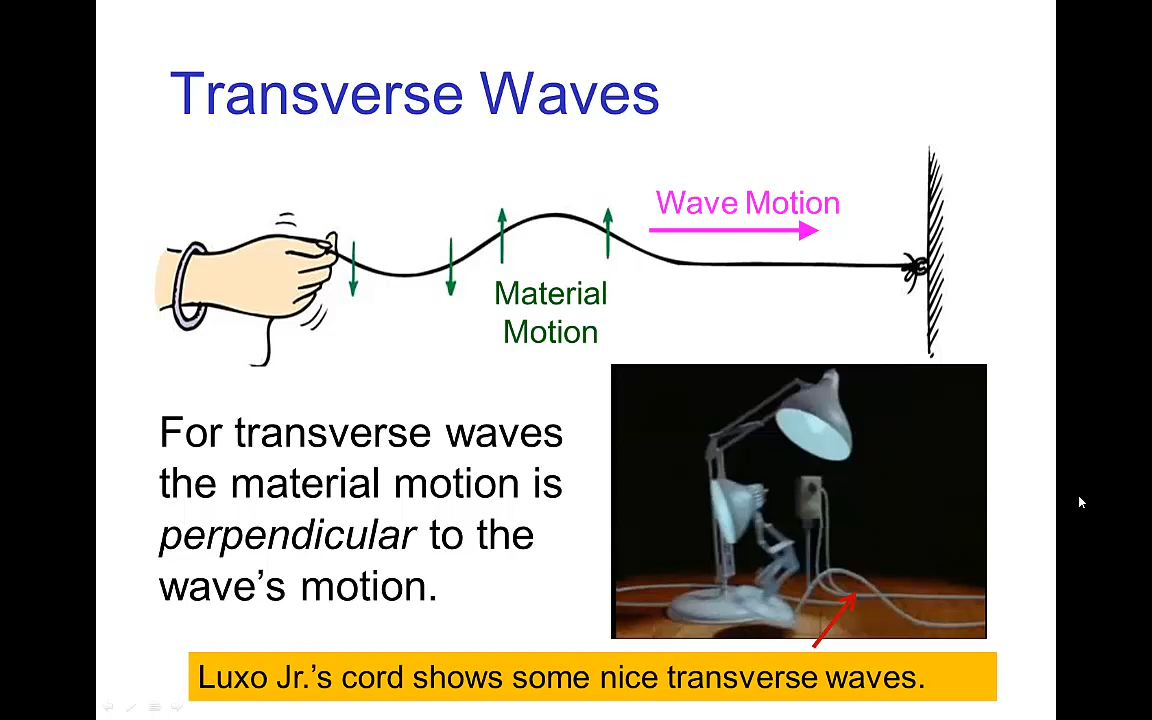 Transverse Waves
Wave Motion
Material
Motion
For transverse waves
the material motion is
perpendicular to the
wave’s motion.
Luxo Jr.’s cord shows some nice transverse waves.